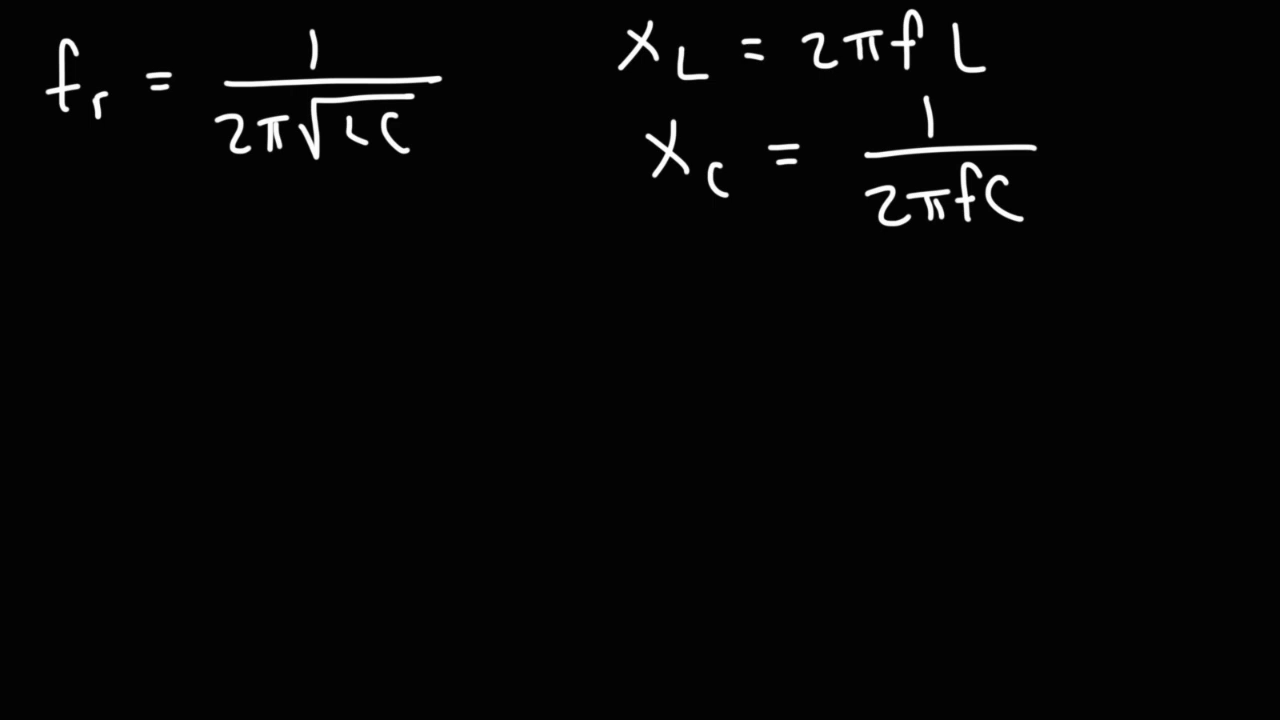 fr = 1 / 2π√LC
XL = 2πfL
XC = 1 / 2πfC